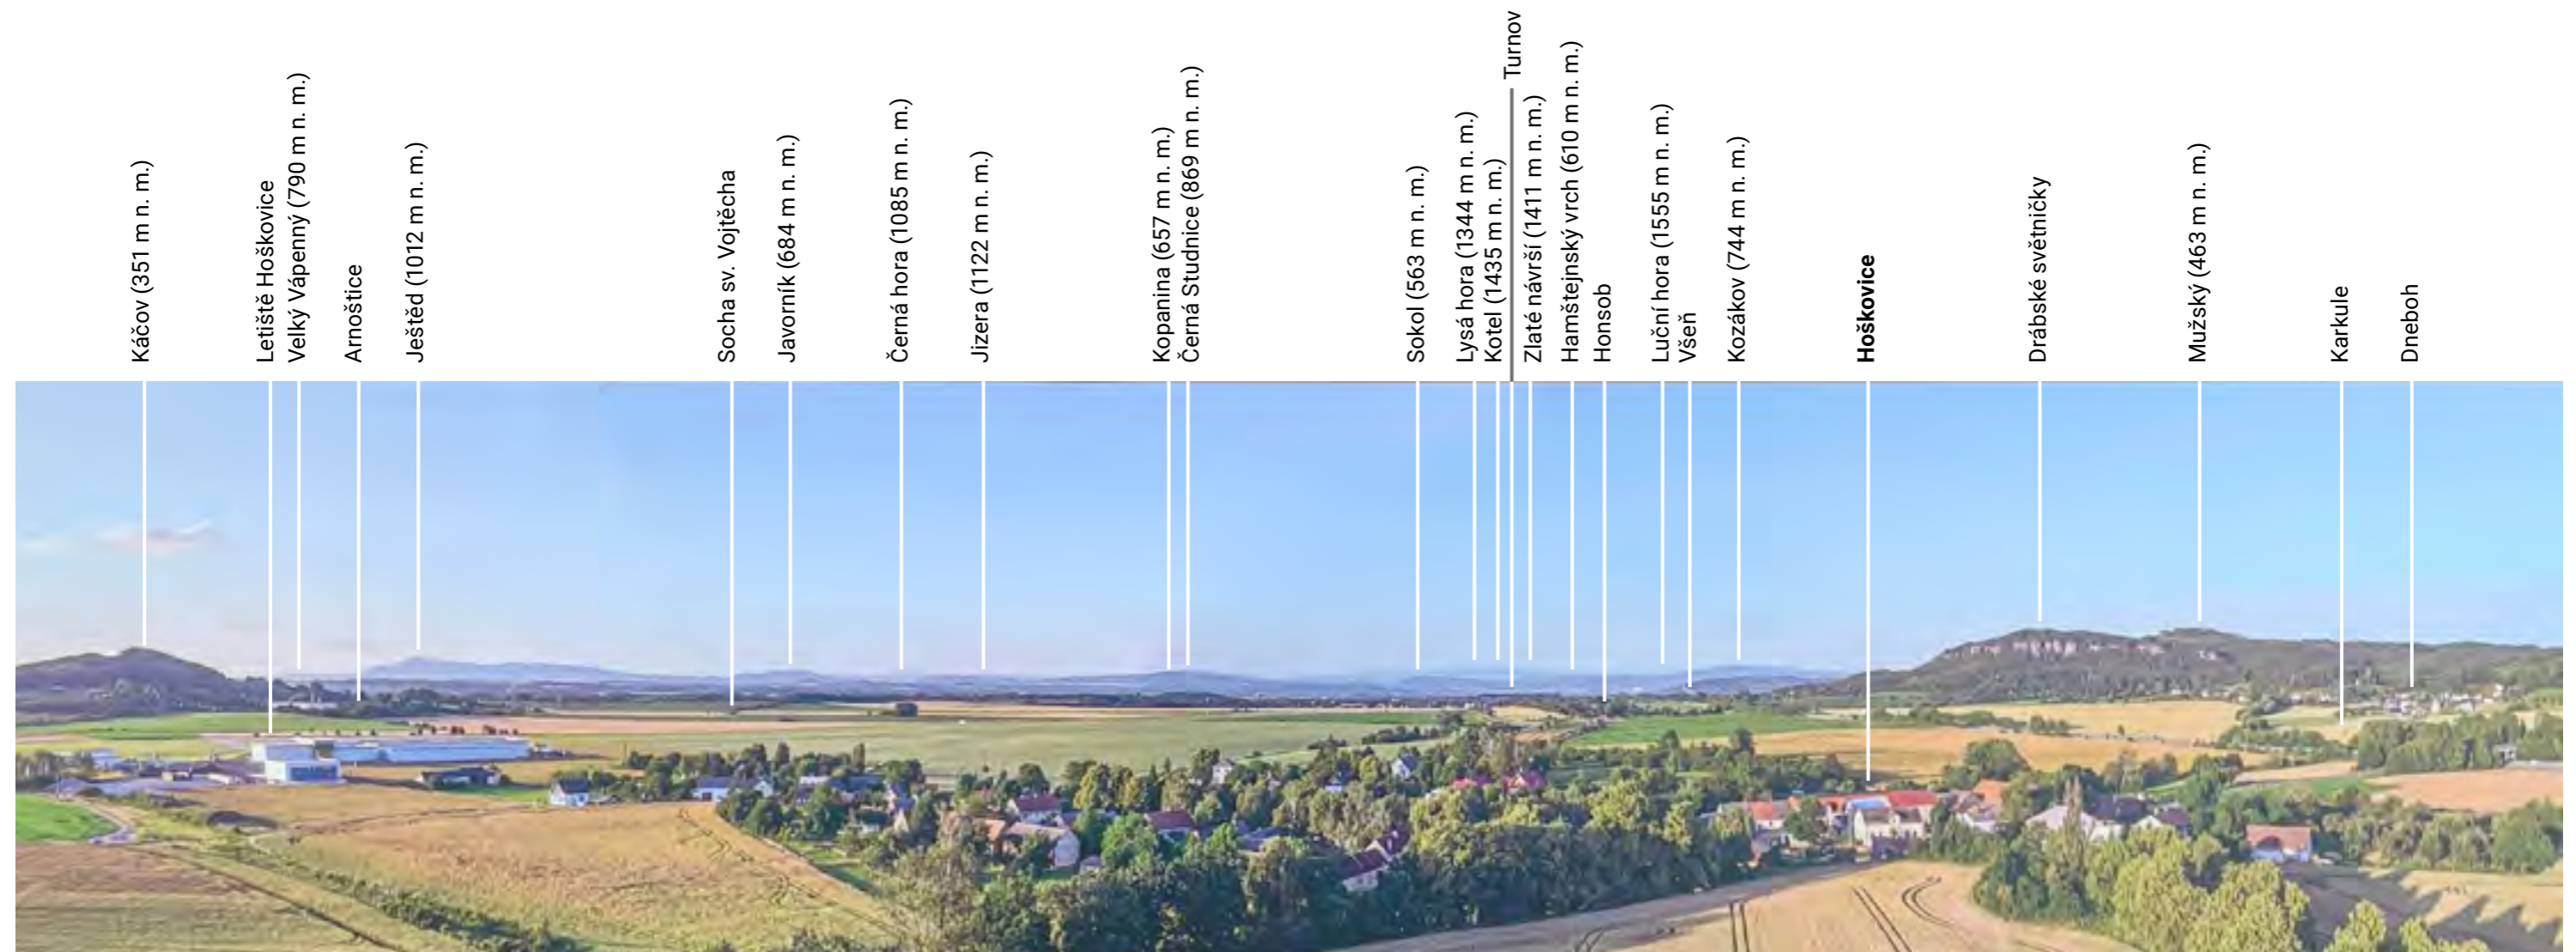 Káčov (351 m n. m.)
Letiště Hoškovice
Velký Vápenný (790 m n. m.)
Arnoštice
Ještěd (1012 m n. m.)
Socha sv. Vojtěcha
Javorník (684 m n. m.)
Černá hora (1085 m n. m.)
Jizera (1122 m n. m.)
Kopanina (657 m n. m.)
Černá Studnice (869 m n. m.)
Sokol (563 m n. m.)
Lysá hora (1344 m n. m.)
Kotel (1435 m n. m.)
Turnov
Zlaté návrší (1411 m n. m.)
Hamštejnský vrch (610 m n. m.)
Honsob
Luční hora (1555 m n. m.)
Všeň
Kozákov (744 m n. m.)
Hoškovice
Drábské světničky
Mužský (463 m n. m.)
Karkule
Dneboh